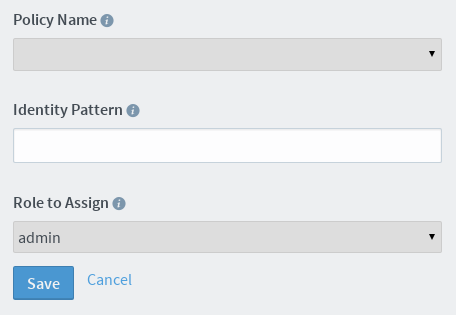 Policy Name
Identity Pattern
Role to Assign
admin
Save Cancel